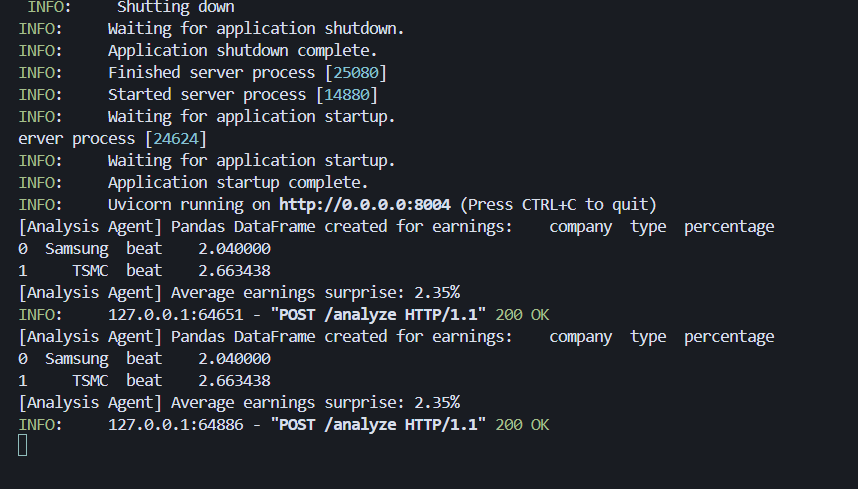 INFO:     Shutting down
INFO:     Waiting for application shutdown.
INFO:     Application shutdown complete.
INFO:     Finished server process [25080]
INFO:     Started server process [14880]
INFO:     Waiting for application startup.
erver process [24624]
INFO:     Waiting for application startup.
INFO:     Application startup complete.
INFO:     Uvicorn running on http://0.0.0.0:8004 (Press CTRL+C to quit)
[Analysis Agent] Pandas DataFrame created for earnings:    company  type  percentage
0  Samsung  beat    2.040000
1     TSMC  beat    2.663438
[Analysis Agent] Average earnings surprise: 2.35%
INFO:     127.0.0.1:64651 - "POST /analyze HTTP/1.1" 200 OK
[Analysis Agent] Pandas DataFrame created for earnings:    company  type  percentage
0  Samsung  beat    2.040000
1     TSMC  beat    2.663438
[Analysis Agent] Average earnings surprise: 2.35%
INFO:     127.0.0.1:64886 - "POST /analyze HTTP/1.1" 200 OK